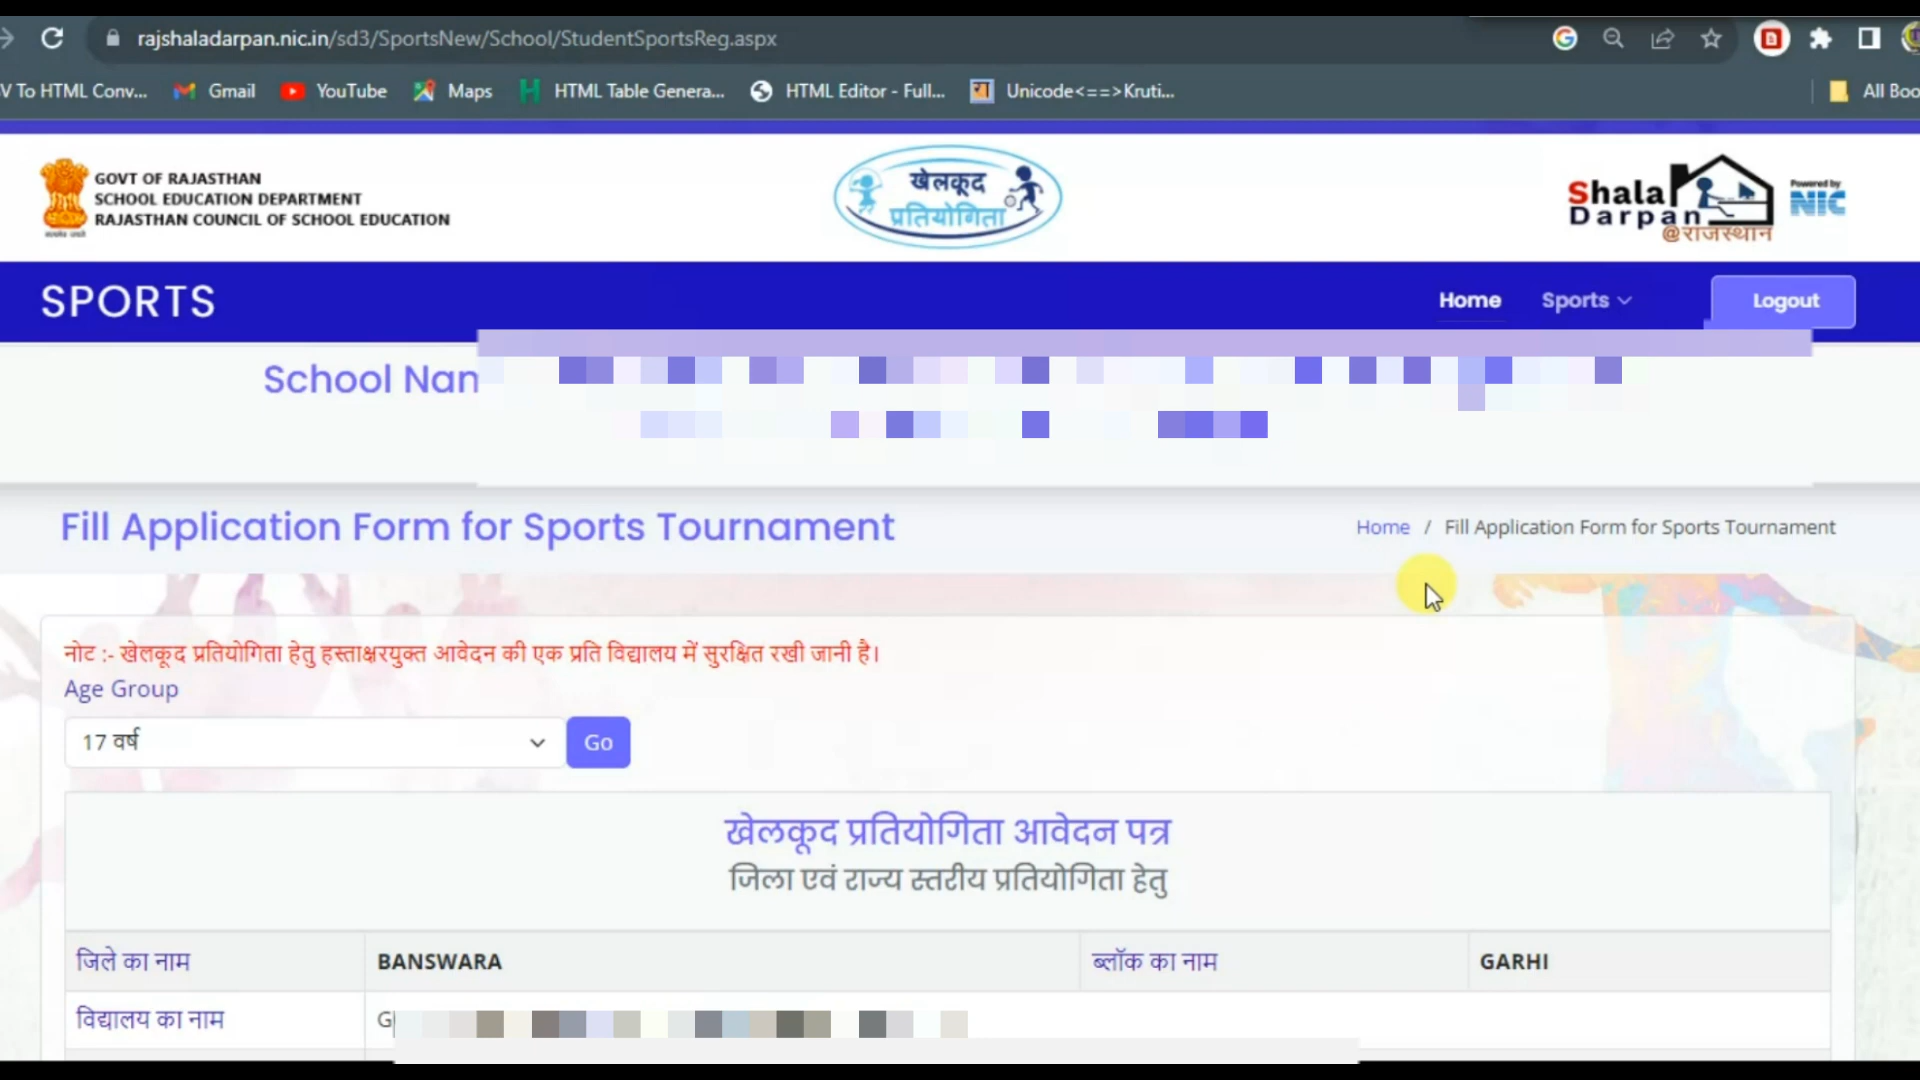 rajshaladarpan.nic.in/sd3/SportsNew/School/StudentSportsReg.aspx
V To HTML Conv... Gmail YouTube Maps HTML Table Genera... HTML Editor - Full... Unicode<==>Kruti... All Boo
GOVT OF RAJASTHAN
SCHOOL EDUCATION DEPARTMENT
RAJASTHAN COUNCIL OF SCHOOL EDUCATION
खेलकूद
प्रतियोगिता
Shala
Darpan
@राजस्थान
Powered by
NIC
SPORTS Home Sports Logout
School Nam
Fill Application Form for Sports Tournament
Home / Fill Application Form for Sports Tournament
नोट :- खेलकूद प्रतियोगिता हेतु हस्ताक्षरयुक्त आवेदन की एक प्रति विद्यालय में सुरक्षित रखी जानी है।
Age Group
17 वर्ष Go
खेलकूद प्रतियोगिता आवेदन पत्र
जिला एवं राज्य स्तरीय प्रतियोगिता हेतु
जिले का नाम BANSWARA ब्लॉक का नाम GARHI
विद्यालय का नाम G